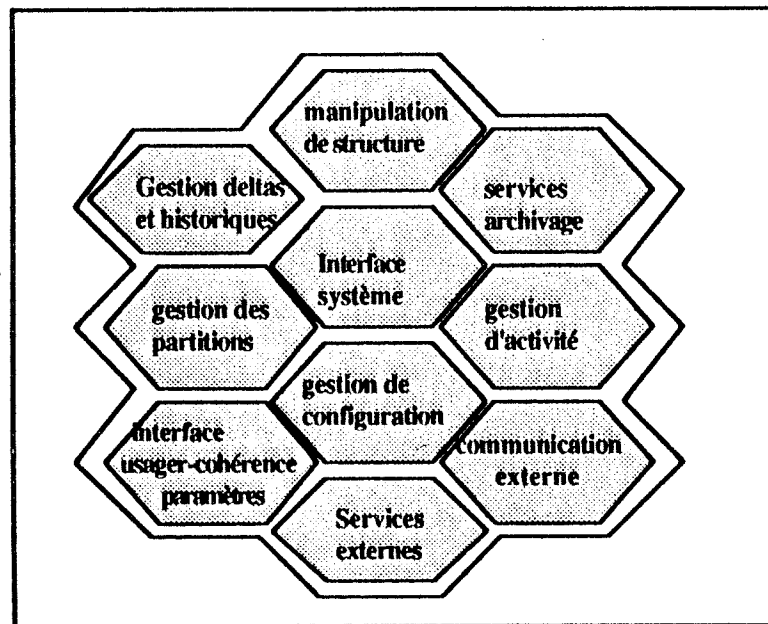 manipulation
de structure
Gestion deltas
et historiques
services
archivage
Interface
système
gestion des
partitions
gestion
d'activité
gestion de
configuration
interface
usager-cohérence
paramètres
communication
externe
Services
externes